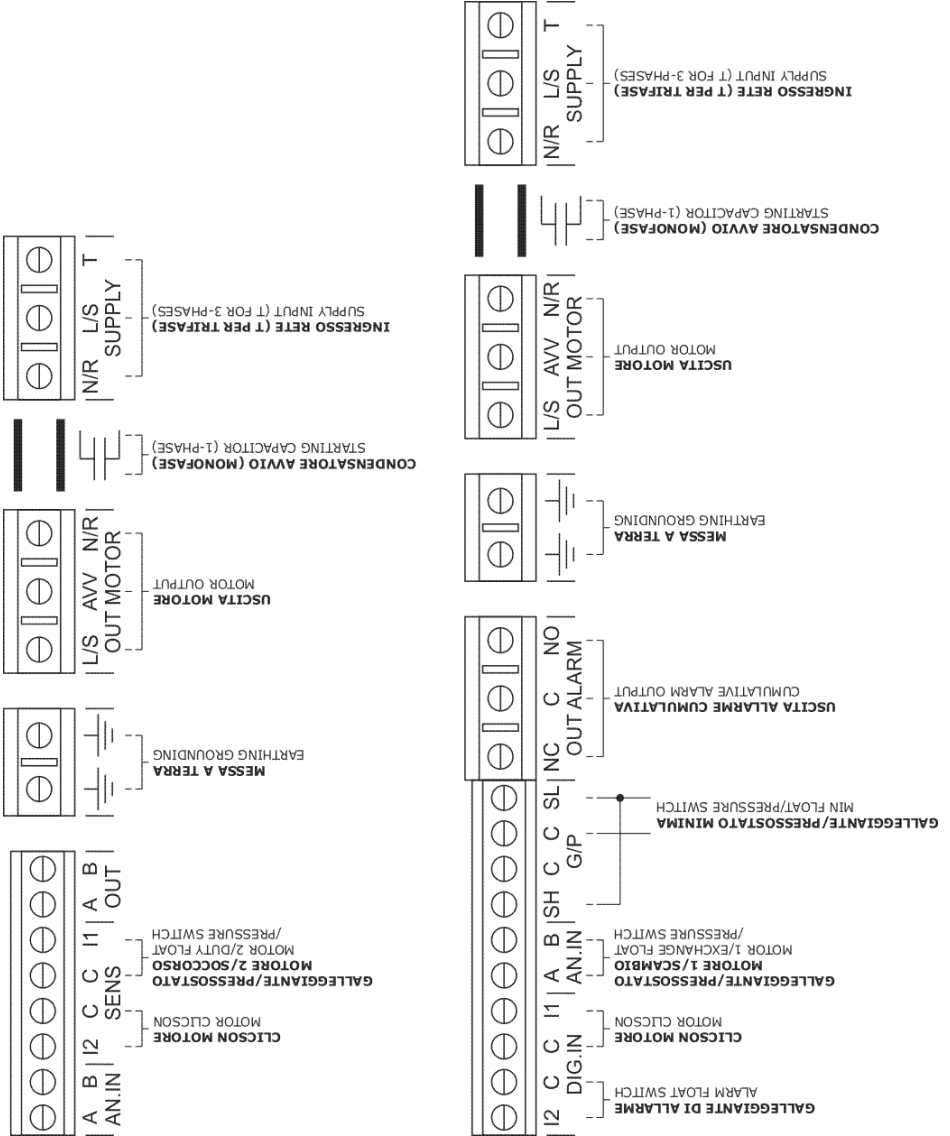 N/R L/S T
SUPPLY
INGRESSO RETE (T PER TRIFASE)
SUPPLY INPUT (T FOR 3-PHASES)
CONDENSATORE AVVIO (MONOFASE)
STARTING CAPACITOR (1-PHASE)
L/S AVV N/R
OUT MOTOR
USCITA MOTORE
MOTOR OUTPUT
MESSA A TERRA
EARTHING GROUNDING
A B
OUT
I2 C C I1
SENS
GALLEGGIANTE/PRESSOSTATO
MOTORE 2/SOCCORSO
MOTOR 2/DUTY FLOAT
/PRESSURE SWITCH
CLICSON MOTORE
MOTOR CLICSON
A B
AN.IN
N/R L/S T
SUPPLY
INGRESSO RETE (T PER TRIFASE)
SUPPLY INPUT (T FOR 3-PHASES)
CONDENSATORE AVVIO (MONOFASE)
STARTING CAPACITOR (1-PHASE)
L/S AVV N/R
OUT MOTOR
USCITA MOTORE
MOTOR OUTPUT
MESSA A TERRA
EARTHING GROUNDING
NC C NO
OUT ALARM
USCITA ALLARME CUMULATIVA
CUMULATIVE ALARM OUTPUT
SH C C SL
G/P
GALLEGGIANTE/PRESSOSTATO MINIMA
MIN FLOAT/PRESSURE SWITCH
A B
AN.IN
GALLEGGIANTE/PRESSOSTATO
MOTORE 1/SCAMBIO
MOTOR 1/EXCHANGE FLOAT
/PRESSURE SWITCH
I2 C C I1
DIG.IN
CLICSON MOTORE
MOTOR CLICSON
GALLEGGIANTE DI ALLARME
ALARM FLOAT SWITCH